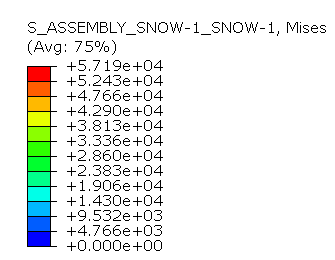 S_ASSEMBLY_SNOW-1_SNOW-1, Mises
(Avg: 75%)
+5.719e+04
+5.243e+04
+4.766e+04
+4.290e+04
+3.813e+04
+3.336e+04
+2.860e+04
+2.383e+04
+1.906e+04
+1.430e+04
+9.532e+03
+4.766e+03
+0.000e+00